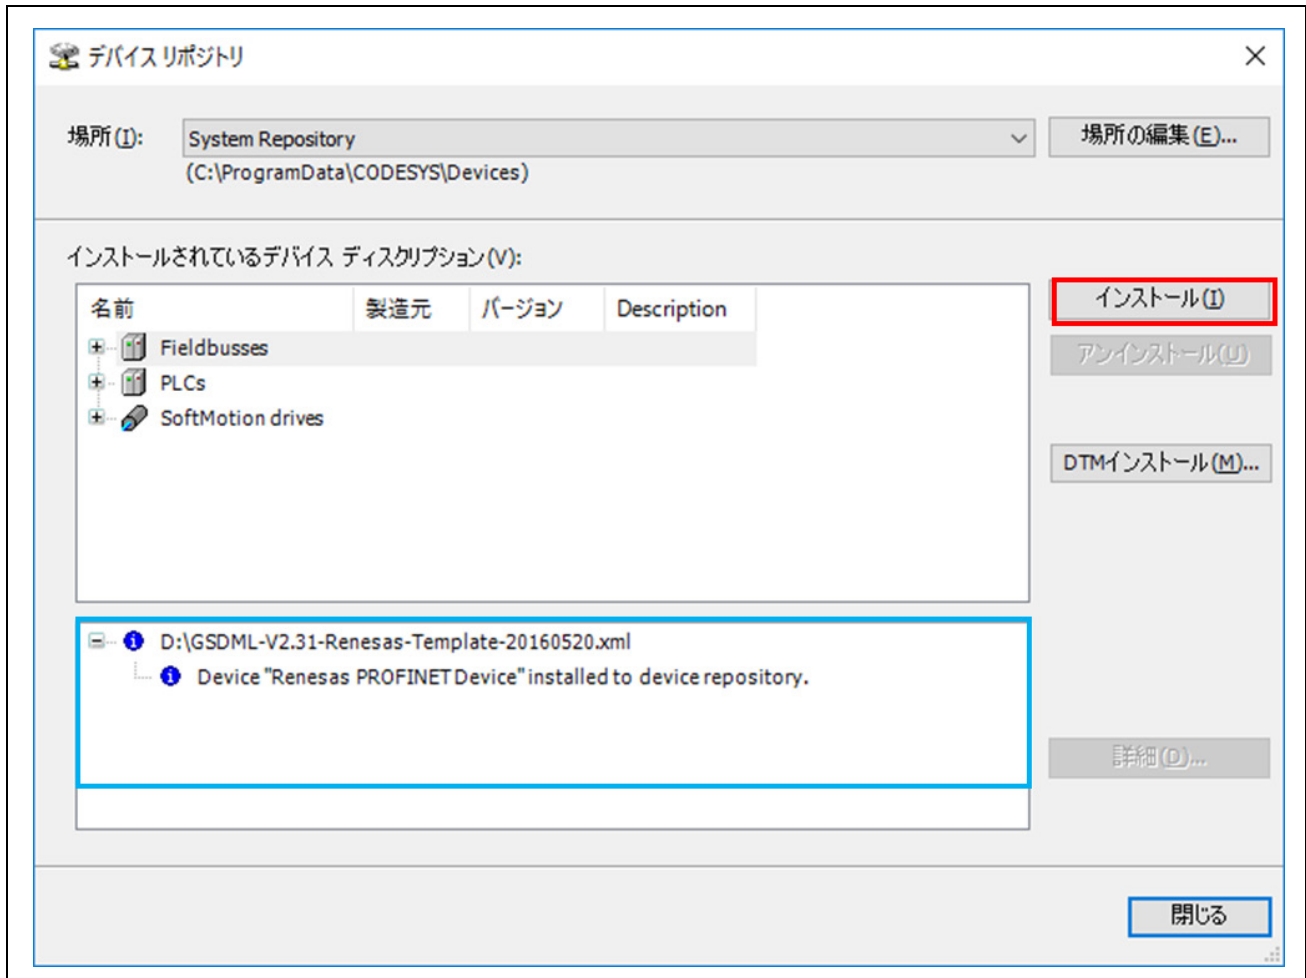 デバイス リポジトリ
場所(I): System Repository 場所の編集(E)...
(C:\ProgramData\CODESYS\Devices)
インストールされているデバイス ディスクリプション(V):
名前 製造元 バージョン Description
インストール(I)
Fieldbusses
アンインストール(U)
PLCs
SoftMotion drives
DTMインストール(M)...
D:\GSDML-V2.31-Renesas-Template-20160520.xml
Device "Renesas PROFINET Device" installed to device repository.
詳細(D)...
閉じる